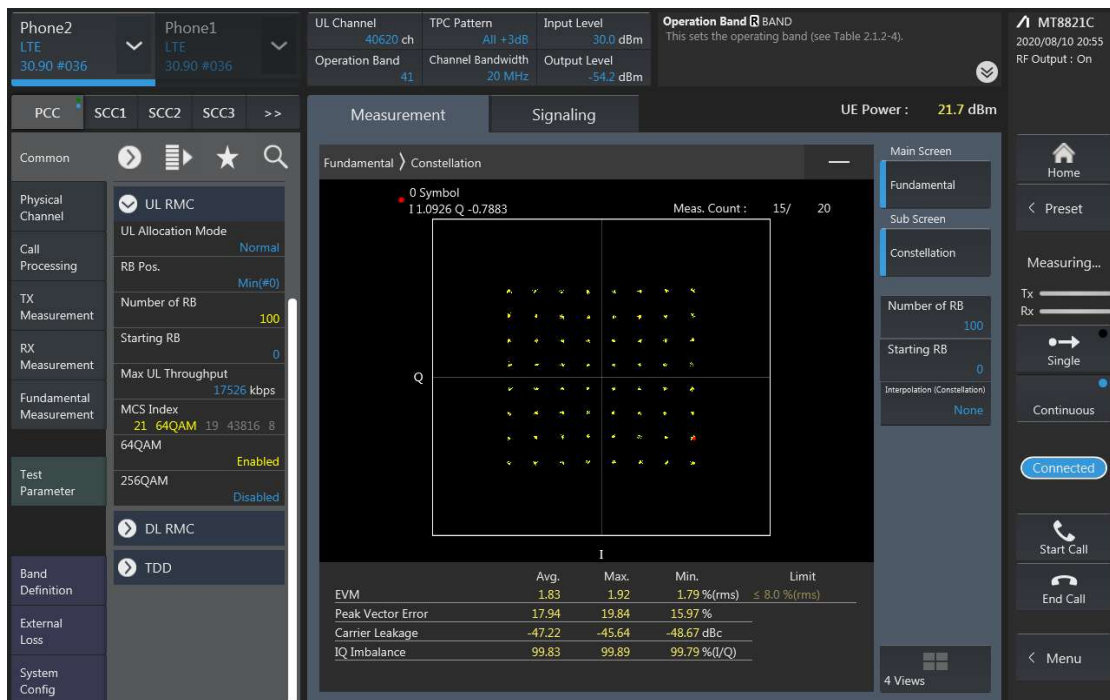 Phone2
LTE
30.90 #036
Phone1
LTE
30.90 #036
UL Channel
40620 ch
TPC Pattern
All +3dB
Input Level
30.0 dBm
Operation Band
41
Channel Bandwidth
20 MHz
Output Level
-54.2 dBm
Operation Band R BAND
This sets the operating band (see Table 2.1.2-4).
MT8821C
2020/08/10 20:55
RF Output : On
PCC SCC1 SCC2 SCC3 >>
Measurement
Signaling
UE Power : 21.7 dBm
Common
Physical
Channel
Call
Processing
TX
Measurement
RX
Measurement
Fundamental
Measurement
Test
Parameter
Band
Definition
External
Loss
System
Config
UL RMC
UL Allocation Mode
Normal
RB Pos.
Min(#0)
Number of RB
100
Starting RB
0
Max UL Throughput
17526 kbps
MCS Index
21 64QAM 19 43816 8
64QAM
Enabled
256QAM
Disabled
DL RMC
TDD
Fundamental 〉 Constellation
0 Symbol
I 1.0926 Q -0.7883
Meas. Count : 15/ 20
Q
I
Avg. Max. Min. Limit
EVM 1.83 1.92 1.79 %(rms) ≤ 8.0 %(rms)
Peak Vector Error 17.94 19.84 15.97 %
Carrier Leakage -47.22 -45.64 -48.67 dBc
IQ Imbalance 99.83 99.89 99.79 %(I/Q)
Main Screen
Fundamental
Sub Screen
Constellation
Number of RB
100
Starting RB
0
Interpolation (Constellation)
None
4 Views
Home
< Preset
Measuring...
Tx
Rx
Single
Continuous
Connected
Start Call
End Call
< Menu